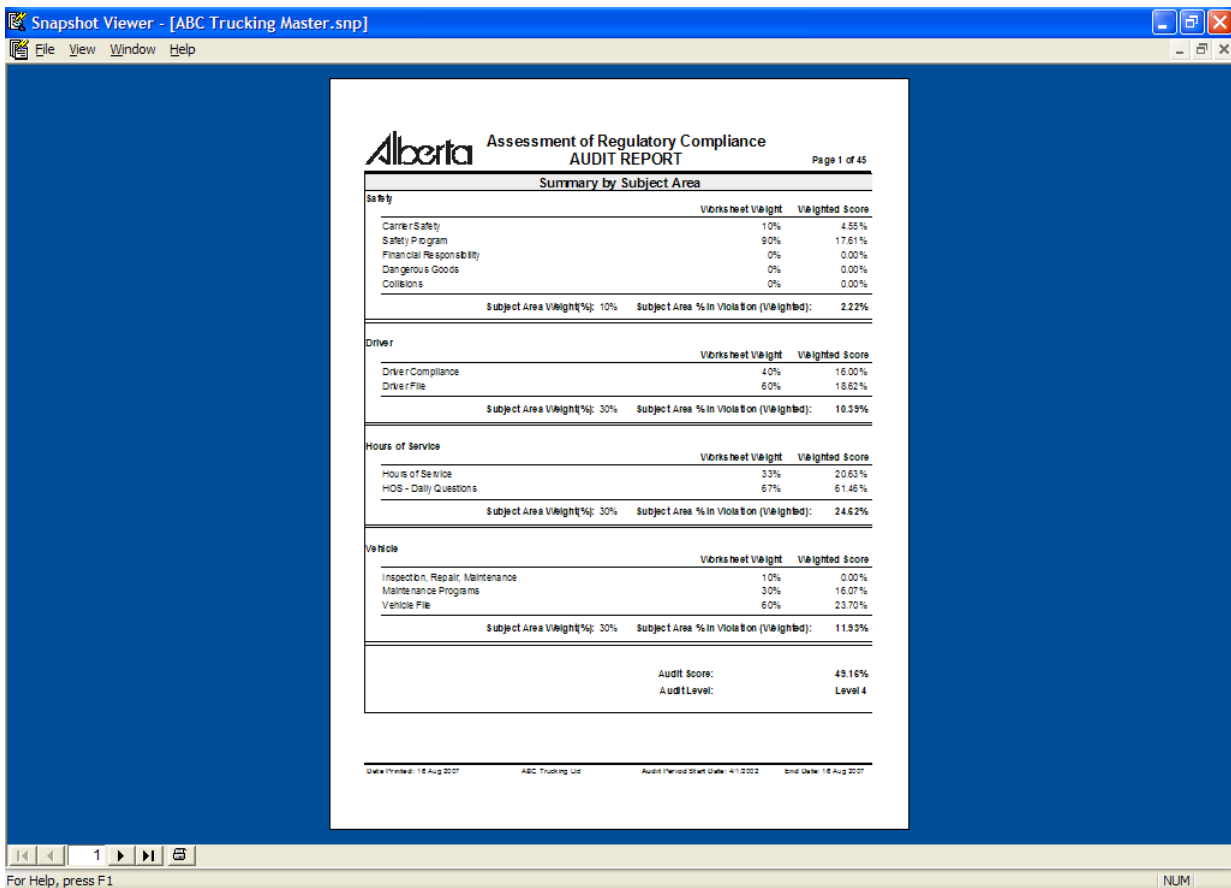 Snapshot Viewer - [ABC Trucking Master.snp]
File View Window Help
Alberta
Assessment of Regulatory Compliance
AUDIT REPORT
Page 1 of 45
Summary by Subject Area
Safety
Worksheet Weight Weighted Score
Carrier Safety 10% 4.55%
Safety Program 90% 17.61%
Financial Responsibility 0% 0.00%
Dangerous Goods 0% 0.00%
Collisions 0% 0.00%
Subject Area Weight(%): 10% Subject Area % in Violation (Weighted): 2.22%
Driver
Worksheet Weight Weighted Score
Driver Compliance 40% 16.00%
Driver File 60% 18.62%
Subject Area Weight(%): 30% Subject Area % in Violation (Weighted): 10.39%
Hours of Service
Worksheet Weight Weighted Score
Hours of Service 33% 20.63%
HOS - Daily Questions 67% 61.46%
Subject Area Weight(%): 30% Subject Area % in Violation (Weighted): 24.62%
Vehicle
Worksheet Weight Weighted Score
Inspection, Repair, Maintenance 10% 0.00%
Maintenance Programs 30% 16.07%
Vehicle File 60% 23.70%
Subject Area Weight(%): 30% Subject Area % in Violation (Weighted): 11.93%
Audit Score: 49.16%
Audit Level: Level 4
Date Printed: 16 Aug 2007 ABC Trucking Ltd Audit Period Start Date: 4/1/2002 End Date: 16 Aug 2007
1
For Help, press F1 NUM